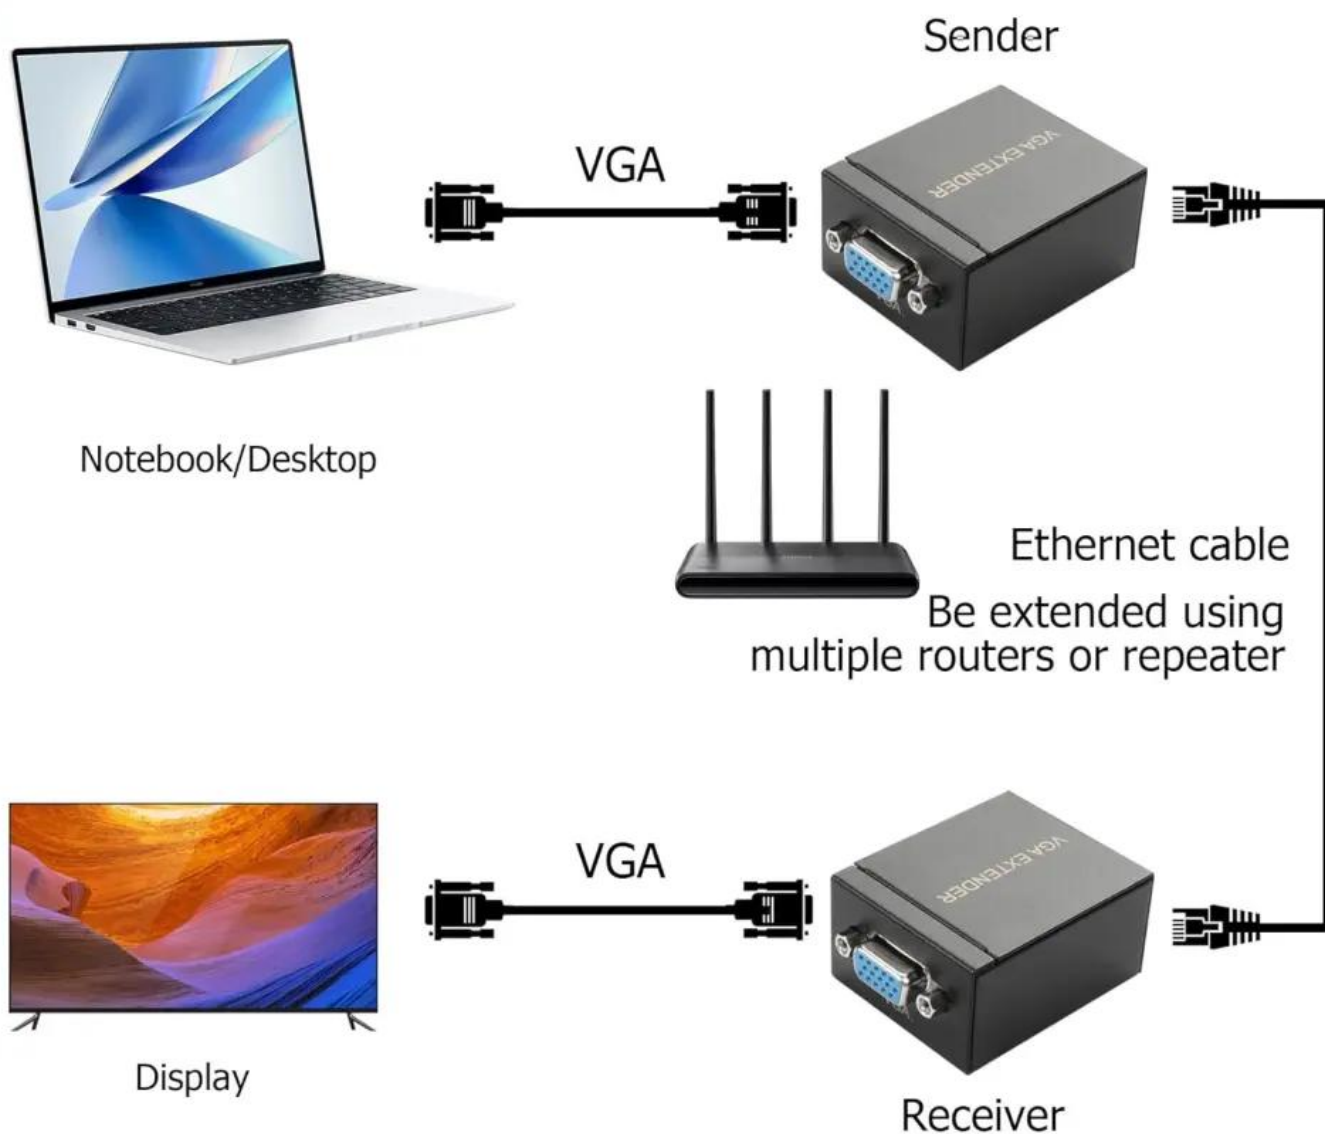 Sender
VGA
VGA EXTENDER
Notebook/Desktop
Ethernet cable
Be extended using
multiple routers or repeater
VGA
VGA EXTENDER
Display
Receiver